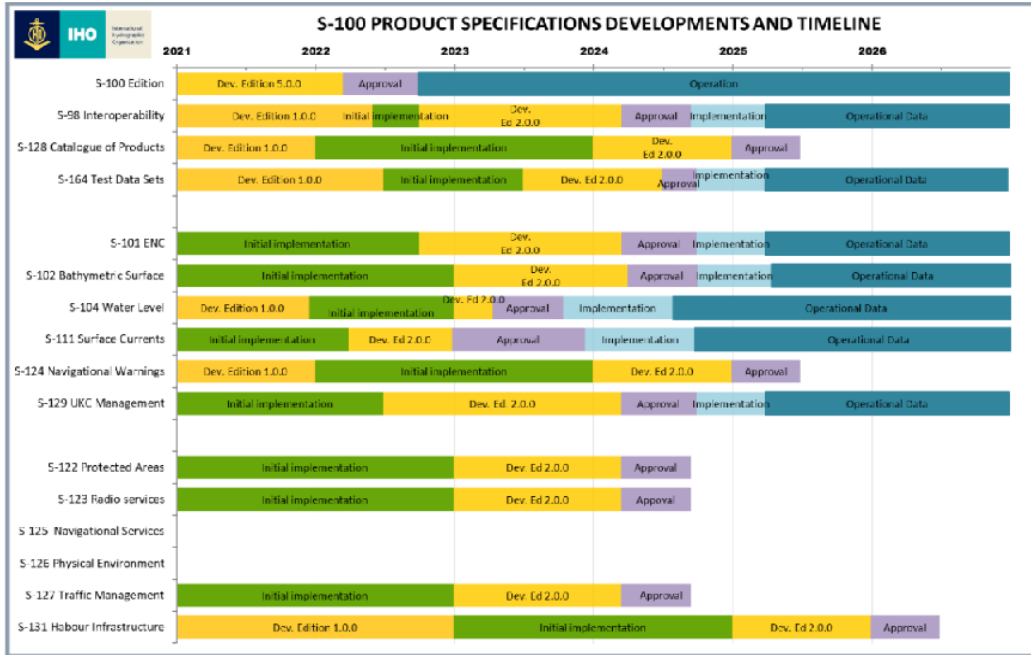 S-100 PRODUCT SPECIFICATIONS DEVELOPMENTS AND TIMELINE
IHO
International
Hydrographic
Organization
2021 2022 2023 2024 2025 2026
S-100 Edition Dev. Edition 5.0.0 Approval Operation
S-98 Interoperability Dev. Edition 1.0.0 Initial implementation Dev. Ed 2.0.0 Approval Implementation Operational Data
S-128 Catalogue of Products Dev. Edition 1.0.0 Initial implementation Dev. Ed 2.0.0 Approval
S-164 Test Data Sets Dev. Edition 1.0.0 Initial implementation Dev. Ed 2.0.0 Approval Implementation Operational Data
S-101 ENC Initial implementation Dev. Ed 2.0.0 Approval Implementation Operational Data
S-102 Bathymetric Surface Initial implementation Dev. Ed 2.0.0 Approval Implementation Operational Data
S-104 Water Level Dev. Edition 1.0.0 Initial implementation Dev. Ed 2.0.0 Approval Implementation Operational Data
S-111 Surface Currents Initial implementation Dev. Ed 2.0.0 Approval Implementation Operational Data
S-124 Navigational Warnings Dev. Edition 1.0.0 Initial implementation Dev. Ed 2.0.0 Approval
S-129 UKC Management Initial implementation Dev. Ed. 2.0.0 Approval Implementation Operational Data
S-122 Protected Areas Initial implementation Dev. Ed 2.0.0 Approval
S-123 Radio services Initial implementation Dev. Ed 2.0.0 Appoval
S-125 Navigational Services
S-126 Physical Environment
S-127 Traffic Management Initial implementation Dev. Ed 2.0.0 Approval
S-131 Habour Infrastructure Dev. Edition 1.0.0 Initial implementation Dev. Ed 2.0.0 Approval